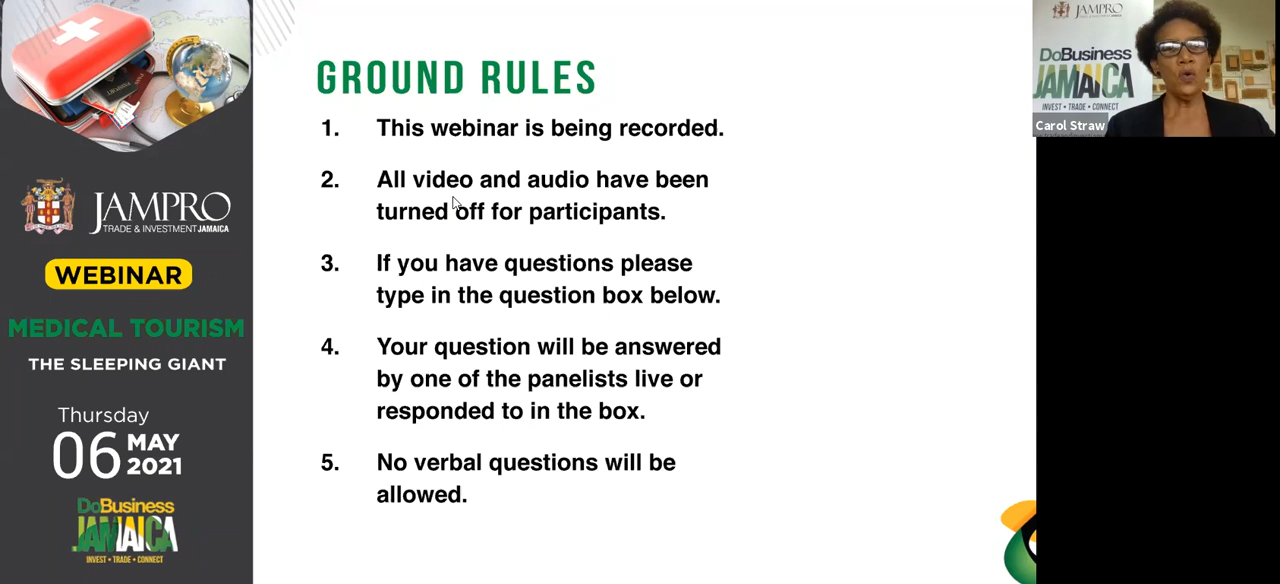 JAMPRO
TRADE & INVESTMENT JAMAICA
WEBINAR
MEDICAL TOURISM
THE SLEEPING GIANT
Thursday
06 MAY
2021
DoBusiness
JAMAICA
INVEST • TRADE • CONNECT
GROUND RULES
1. This webinar is being recorded.
2. All video and audio have been
turned off for participants.
3. If you have questions please
type in the question box below.
4. Your question will be answered
by one of the panelists live or
responded to in the box.
5. No verbal questions will be
allowed.
JAMPRO
DoBusiness
JAMAICA
INVEST • TRADE • CONNECT
Carol Straw